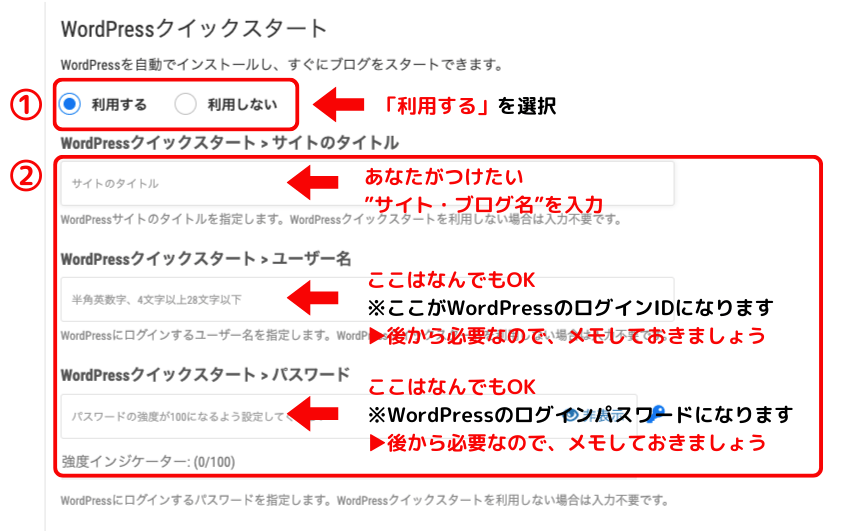 WordPressクイックスタート
WordPressを自動でインストールし、すぐにブログをスタートできます。
① 利用する 利用しない 「利用する」を選択
WordPressクイックスタート > サイトのタイトル
②
サイトのタイトル
あなたがつけたい
”サイト・ブログ名”を入力
WordPressサイトのタイトルを指定します。WordPressクイックスタートを利用しない場合は入力不要です。
WordPressクイックスタート > ユーザー名
ここはなんでもOK
半角英数字、4文字以上28文字以下
※ここがWordPressのログインIDになります
WordPressにログインするユーザー名を指定します。
▶後から必要なので、メモしておきましょう
WordPressクイックスタート > パスワード
ここはなんでもOK
パスワードの強度が100になるよう設定して
非表示
※WordPressのログインパスワードになります
▶後から必要なので、メモしておきましょう
強度インジケーター: (0/100)
WordPressにログインするパスワードを指定します。WordPressクイックスタートを利用しない場合は入力不要です。